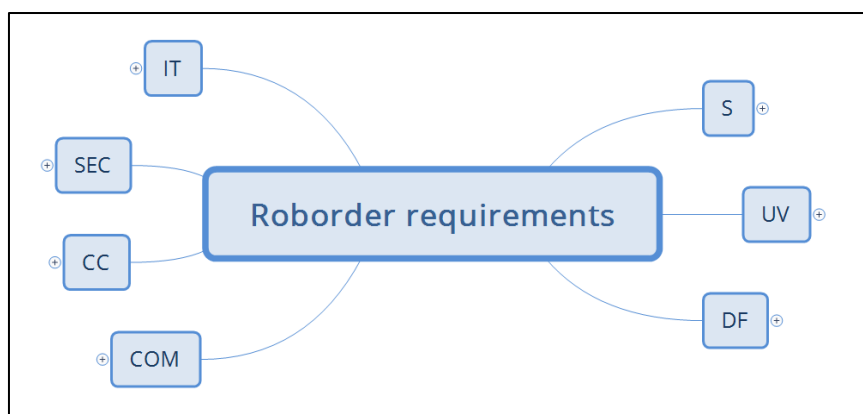 IT
SEC
CC
COM
Roborder requirements
S
UV
DF